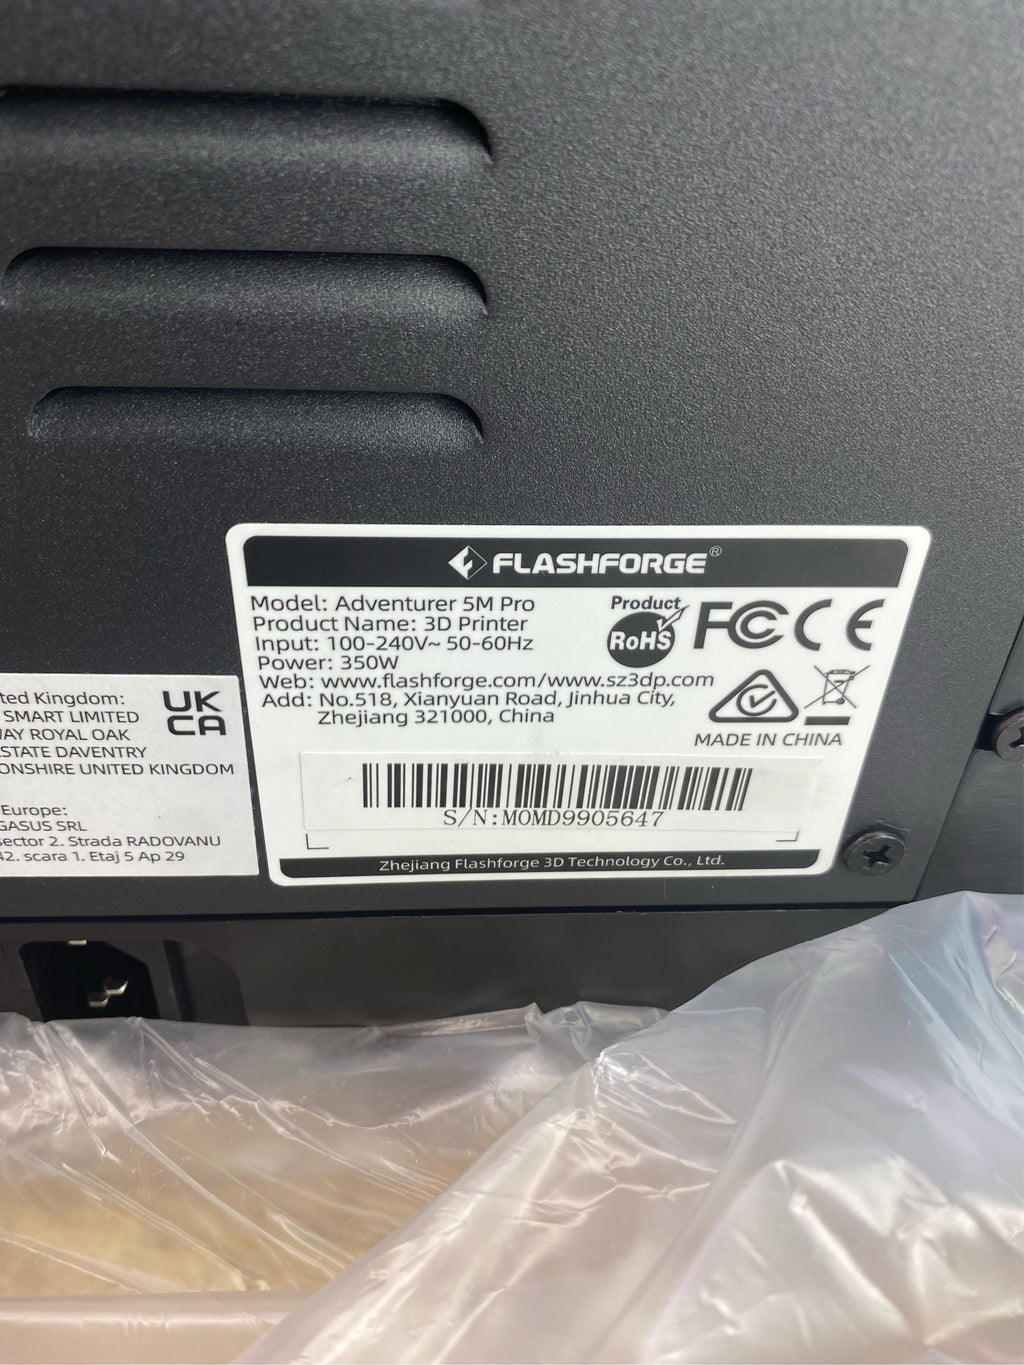 FLASHFORGE®
Model: Adventurer 5M Pro
Product Name: 3D Printer
Input: 100-240V~ 50-60Hz
Power: 350W
Web: www.flashforge.com/www.sz3dp.com
Add: No.518, Xianyuan Road, Jinhua City,
Zhejiang 321000, China
Product
RoHS
FC CE
MADE IN CHINA
S/N:MOMD9905647
Zhejiang Flashforge 3D Technology Co., Ltd.
ted Kingdom:
SMART LIMITED
WAY ROYAL OAK
STATE DAVENTRY
ONSHIRE UNITED KINGDOM
UK
CA
Europe:
GASUS SRL
sector 2. Strada RADOVANU
42. scara 1. Etaj 5 Ap 29